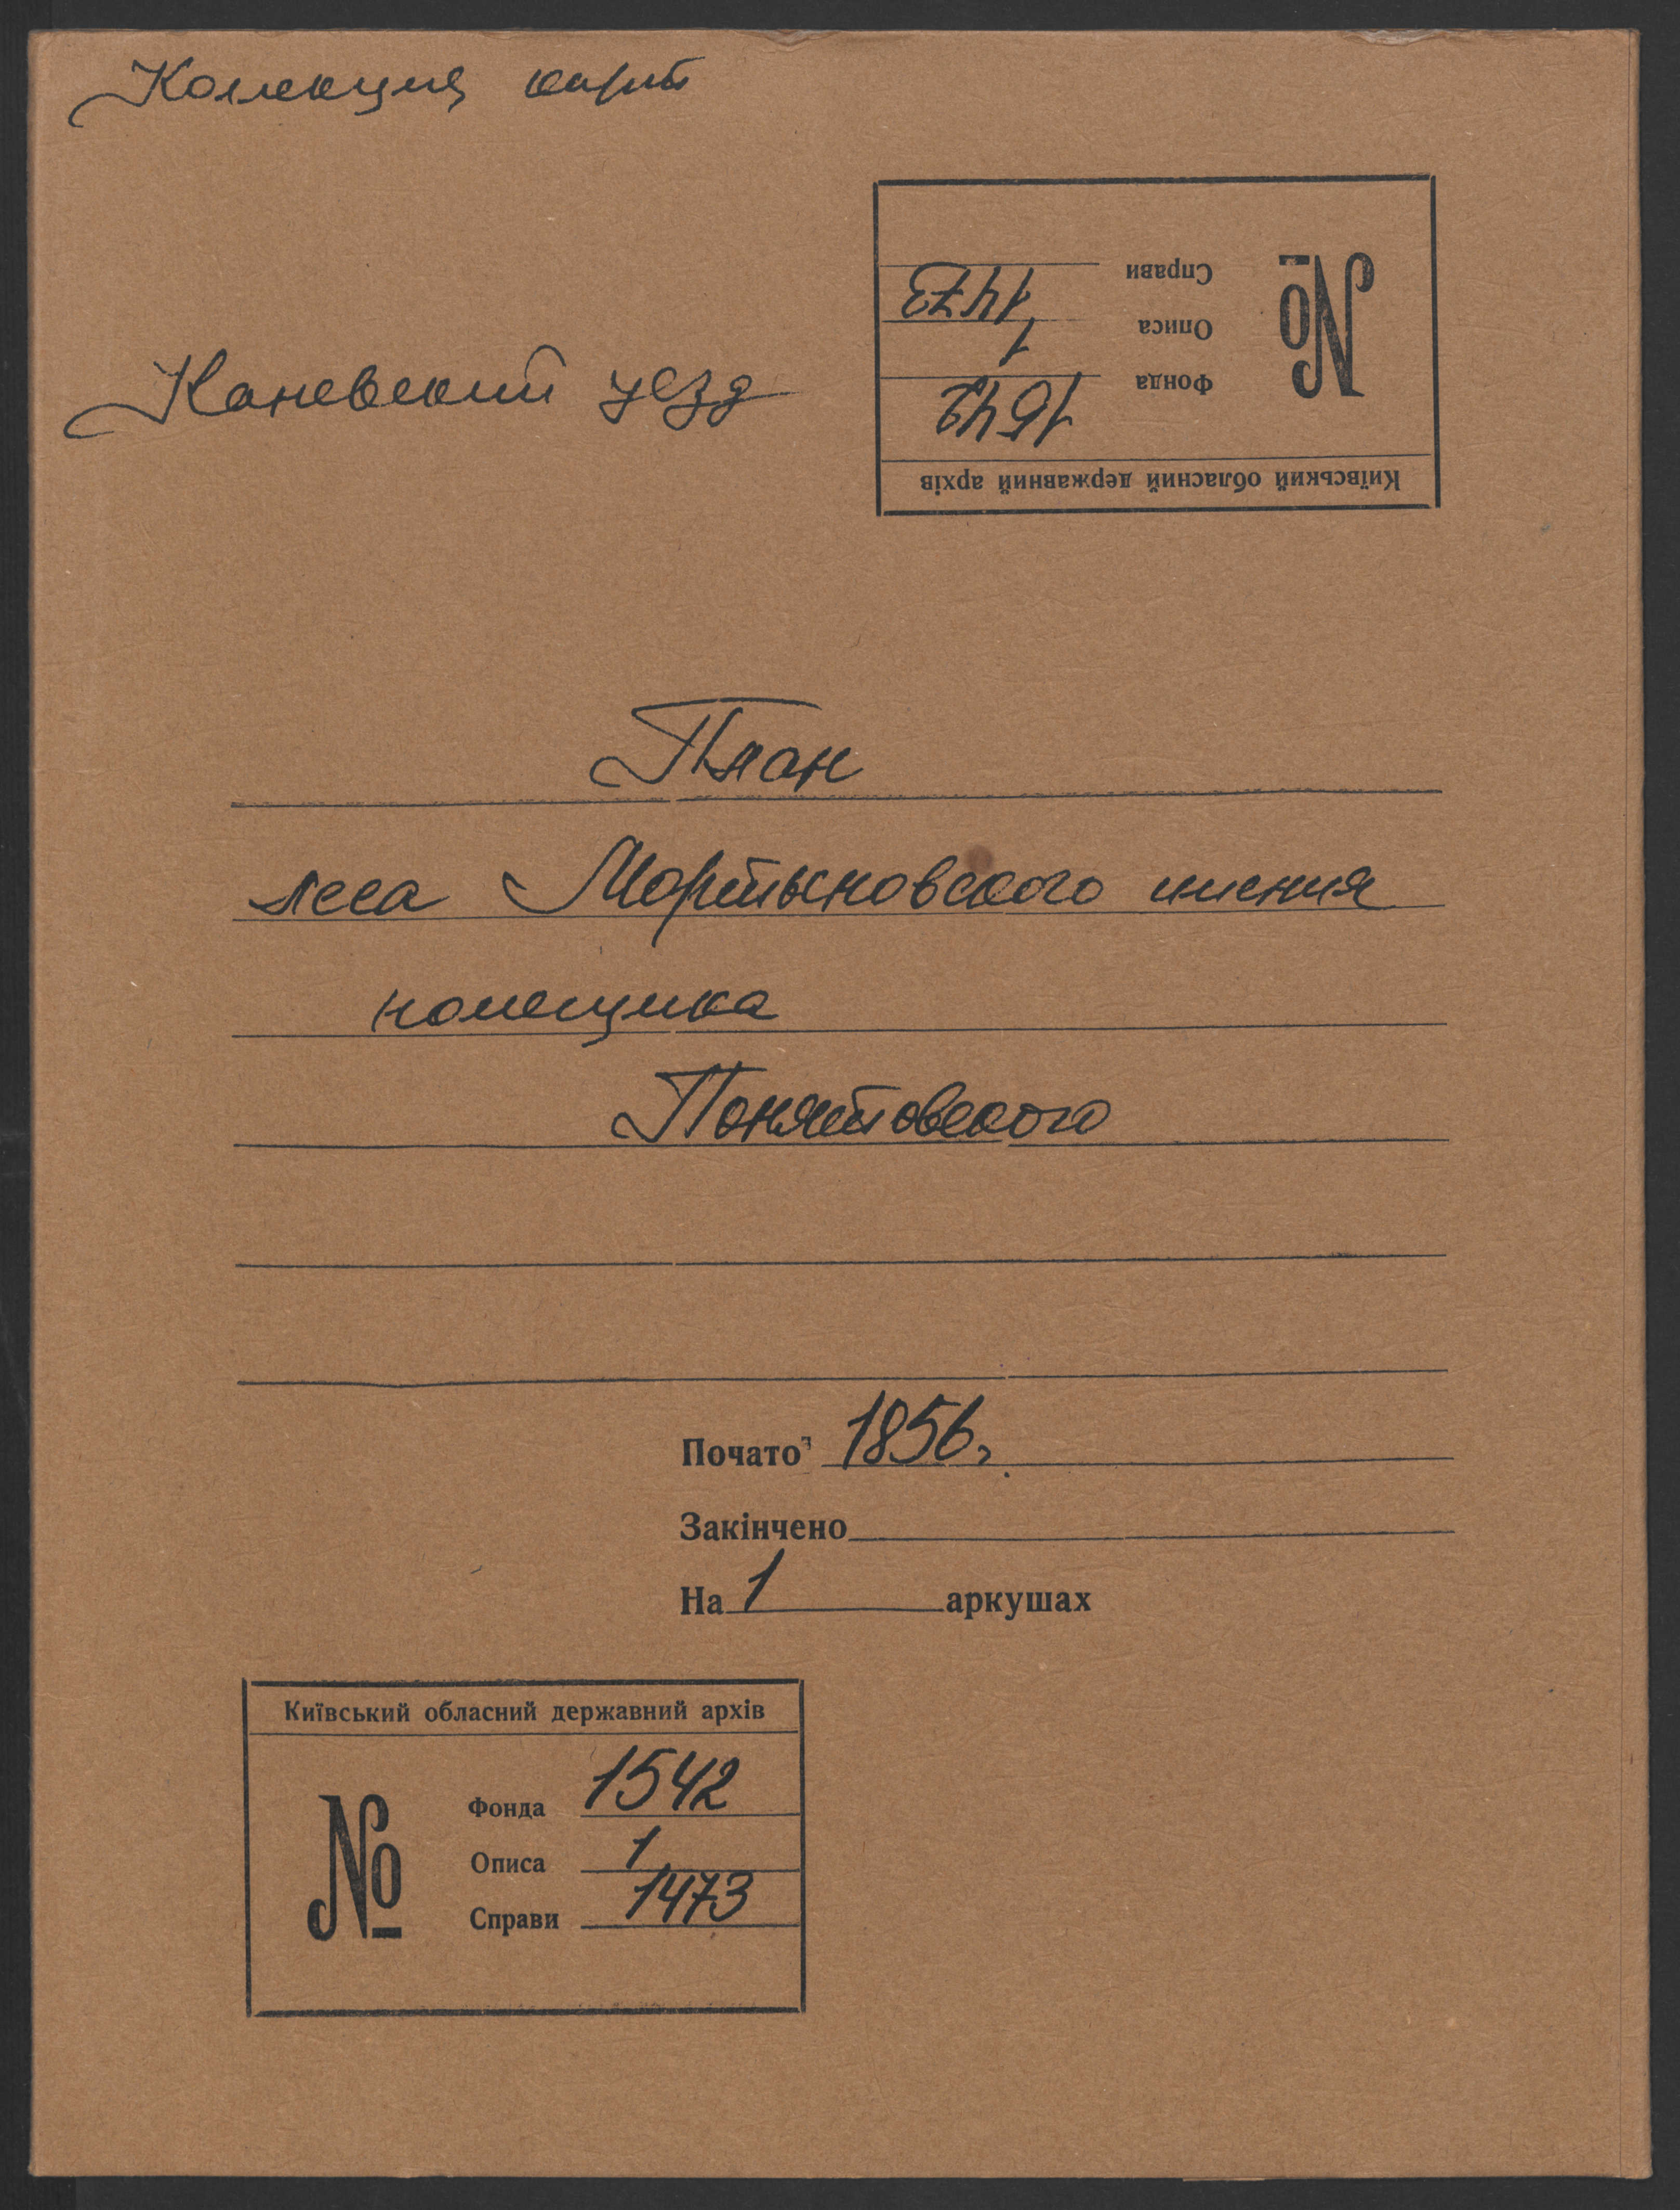 Коллекция карт
Справи 1473
Описа 1
Фонда 1542
Київський обласний державний архів
№
Каневский уезд
План
леса Мартыновского имения
помещика
Понятовского
Почато 1856г.
Закінчено
На 1 аркушах
Київський обласний державний архів
№
Фонда 1542
Описа 1
Справи 1473